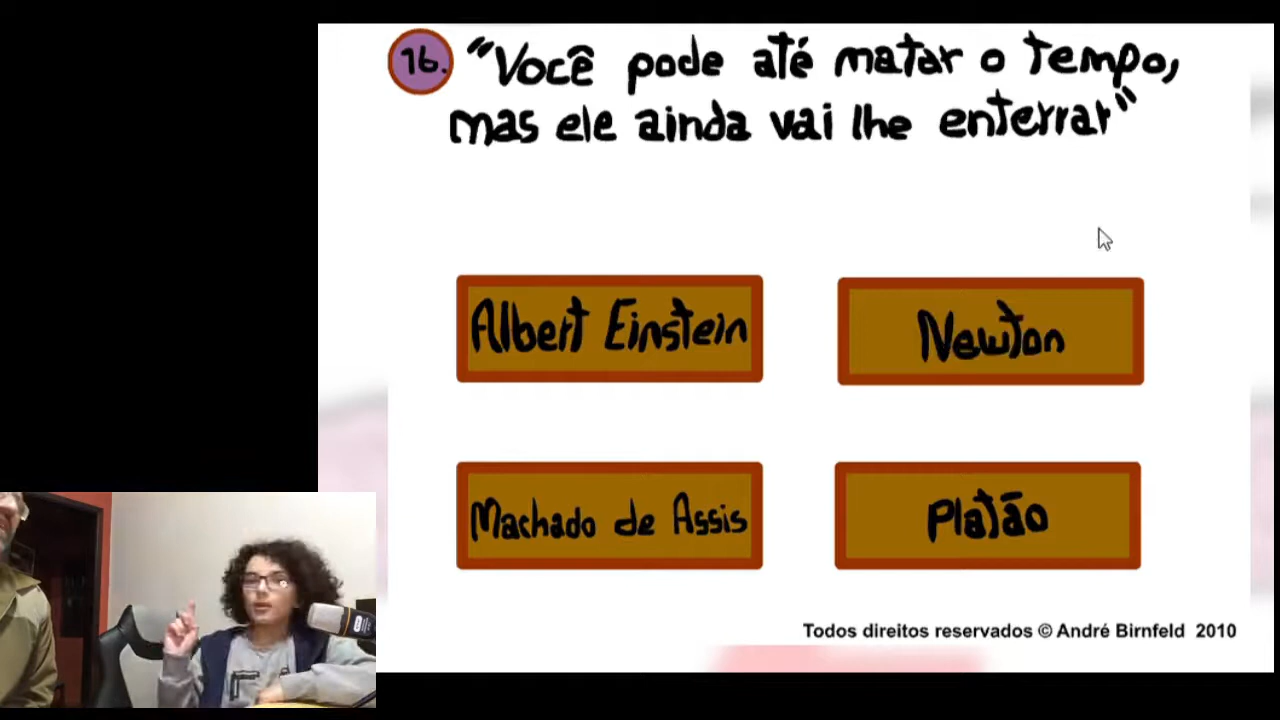 16.
"Você pode até matar o tempo,
mas ele ainda vai lhe enterrar"
Albert Einstein
Newton
Machado de Assis
Platão
Todos direitos reservados © André Birnfeld 2010